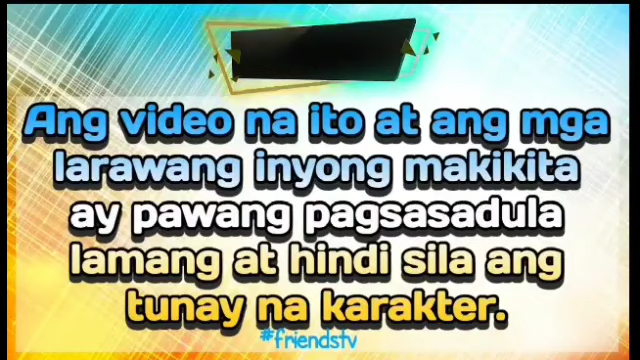 Ang video na ito at ang mga
larawang inyong makikita
ay pawang pagsasadula
lamang at hindi sila ang
tunay na karakter.
#friendstv